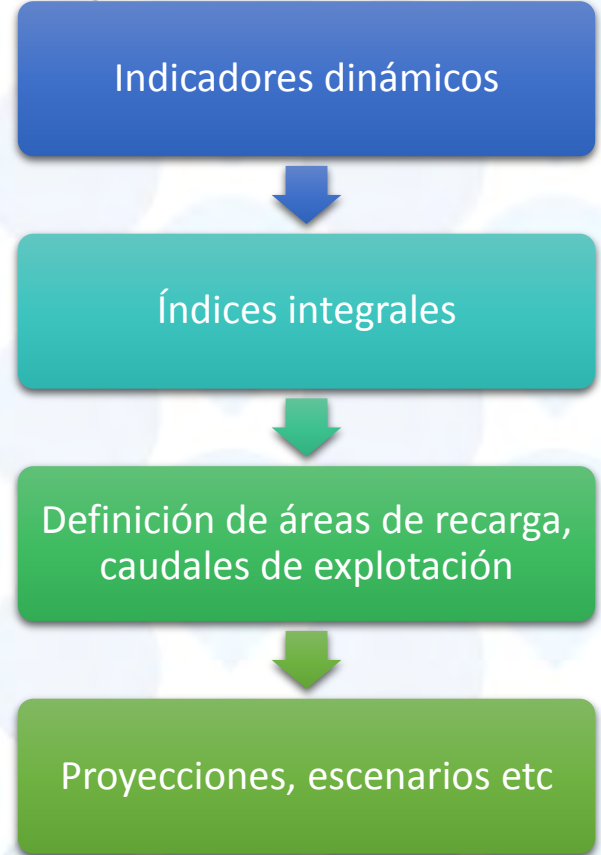 Indicadores dinámicos
Índices integrales
Definición de áreas de recarga,
caudales de explotación
Proyecciones, escenarios etc